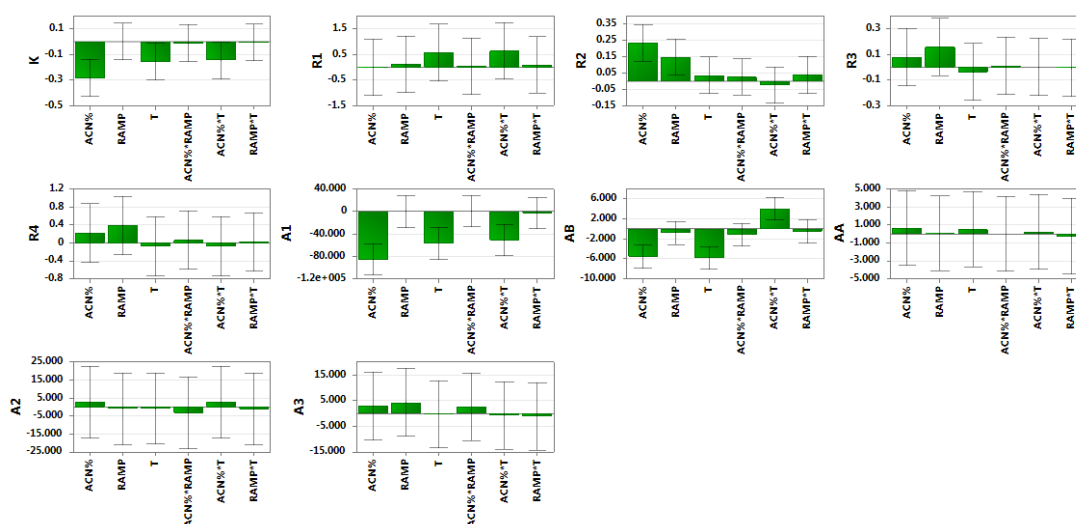 K
-0.1
-0.3
-0.5
ACN%
RAMP
T
ACN%*RAMP
ACN%*T
RAMP*T
R1
1.5
0.5
-0.5
-1.5
ACN%
RAMP
T
ACN%*RAMP
ACN%*T
RAMP*T
R2
0.35
0.25
0.15
0.05
-0.05
-0.15
ACN%
RAMP
T
ACN%*RAMP
ACN%*T
RAMP*T
R3
0.3
0.1
-0.1
-0.3
ACN%
RAMP
T
ACN%*RAMP
ACN%*T
RAMP*T
R4
1.2
0.8
0.4
0
-0.4
-0.8
ACN%
RAMP
T
ACN%*RAMP
ACN%*T
RAMP*T
A1
40.000
0
-40.000
-80.000
-1.2e+005
ACN%
RAMP
T
ACN%*RAMP
ACN%*T
RAMP*T
AB
6.000
2.000
-2.000
-6.000
-10.000
ACN%
RAMP
T
ACN%*RAMP
ACN%*T
RAMP*T
AA
5.000
3.000
1.000
-1.000
-3.000
-5.000
ACN%
RAMP
T
ACN%*RAMP
ACN%*T
RAMP*T
A2
25.000
15.000
5.000
-5.000
-15.000
-25.000
ACN%
RAMP
T
ACN%*RAMP
ACN%*T
RAMP*T
A3
15.000
5.000
-5.000
-15.000
ACN%
RAMP
T
ACN%*RAMP
ACN%*T
RAMP*T